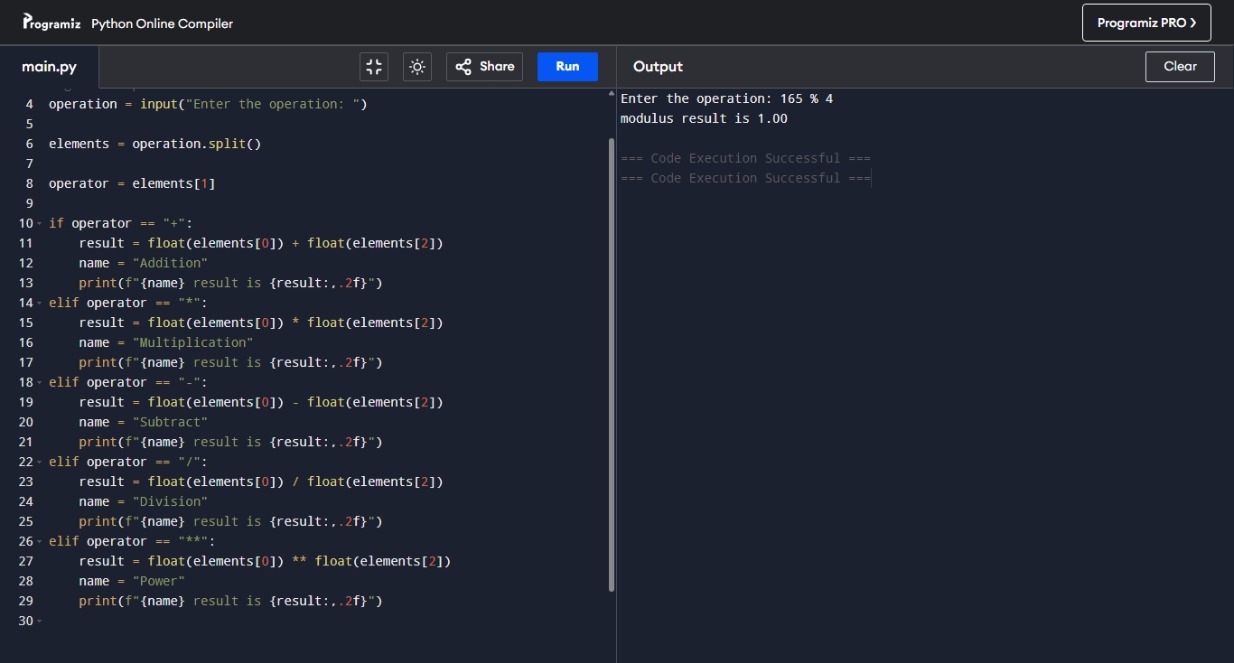 Programiz Python Online Compiler
Programiz PRO >
main.py
Share
Run
Output
Clear
4 operation = input("Enter the operation: ")
5
6 elements = operation.split()
7
8 operator = elements[1]
9
10 if operator == "+":
11 result = float(elements[0]) + float(elements[2])
12 name = "Addition"
13 print(f"{name} result is {result:,.2f}")
14 elif operator == "*":
15 result = float(elements[0]) * float(elements[2])
16 name = "Multiplication"
17 print(f"{name} result is {result:,.2f}")
18 elif operator == "-":
19 result = float(elements[0]) - float(elements[2])
20 name = "Subtract"
21 print(f"{name} result is {result:,.2f}")
22 elif operator == "/":
23 result = float(elements[0]) / float(elements[2])
24 name = "Division"
25 print(f"{name} result is {result:,.2f}")
26 elif operator == "**":
27 result = float(elements[0]) ** float(elements[2])
28 name = "Power"
29 print(f"{name} result is {result:,.2f}")
30
Enter the operation: 165 % 4
modulus result is 1.00
=== Code Execution Successful ===
=== Code Execution Successful ===